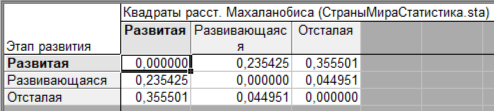 Квадраты расст. Махаланобиса (СтраныМираСтатистика.sta)
Этап развития Развитая Развивающаяс я Отсталая
Развитая 0,000000 0,235425 0,355501
Развивающаяся 0,235425 0,000000 0,044951
Отсталая 0,355501 0,044951 0,000000